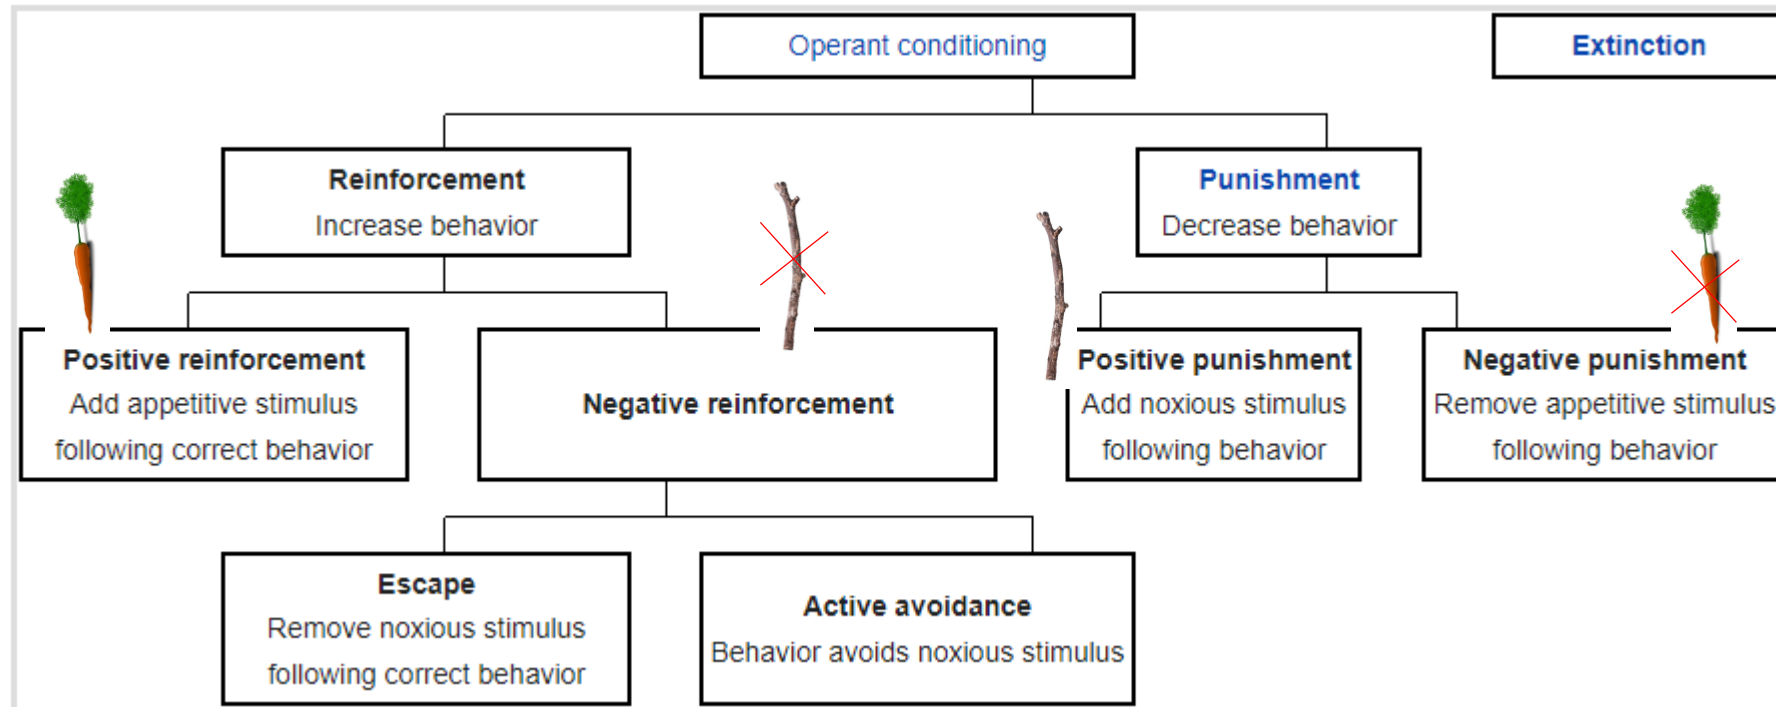 Operant conditioning
Extinction
Reinforcement
Increase behavior
Punishment
Decrease behavior
Positive reinforcement
Add appetitive stimulus
following correct behavior
Negative reinforcement
Positive punishment
Add noxious stimulus
following behavior
Negative punishment
Remove appetitive stimulus
following behavior
Escape
Remove noxious stimulus
following correct behavior
Active avoidance
Behavior avoids noxious stimulus